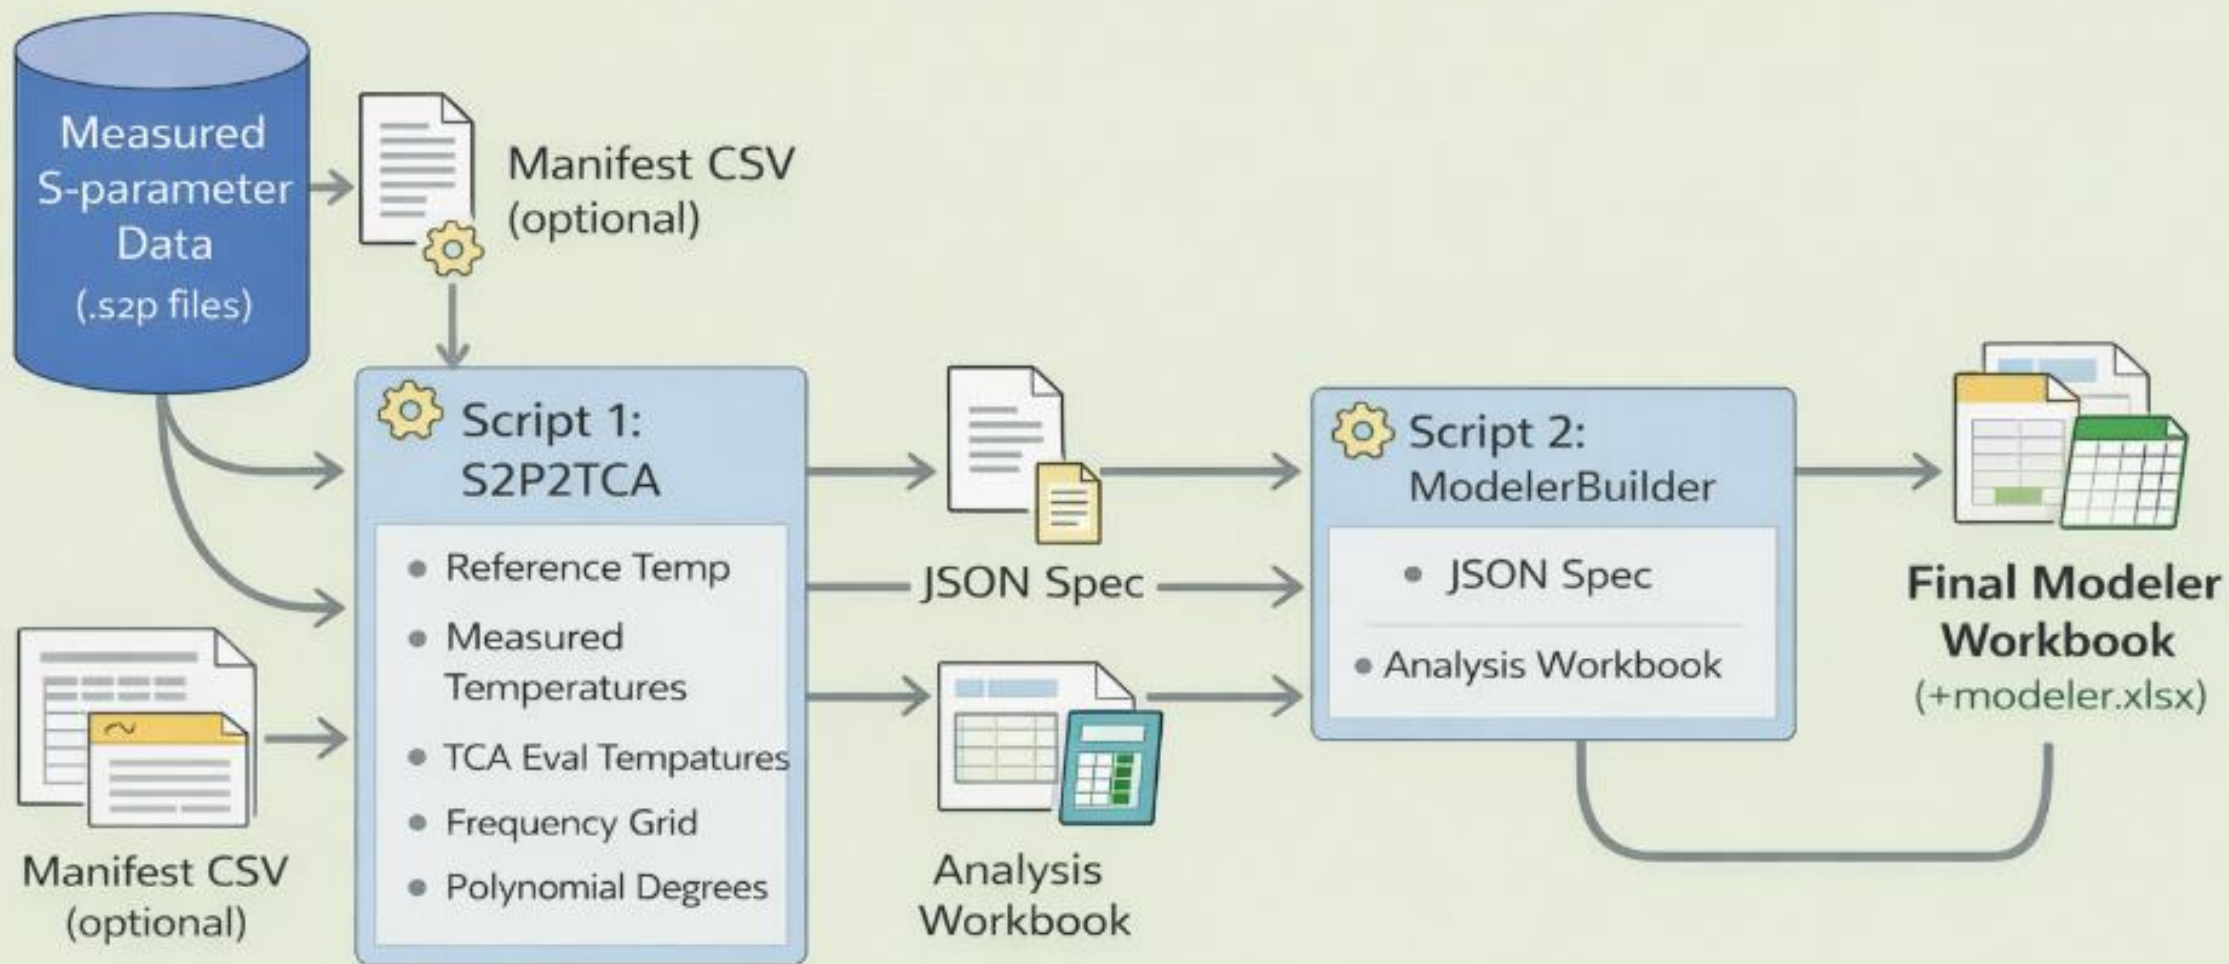 Measured
S-parameter
Data
(.s2p files)
Manifest CSV
(optional)
Manifest CSV
(optional)
Script 1:
S2P2TCA
• Reference Temp
• Measured
Temperatures
• TCA Eval Tempatures
• Frequency Grid
• Polynomial Degrees
JSON Spec
Analysis
Workbook
Script 2:
ModelerBuilder
• JSON Spec
• Analysis Workbook
Final Modeler
Workbook
(+modeler.xlsx)